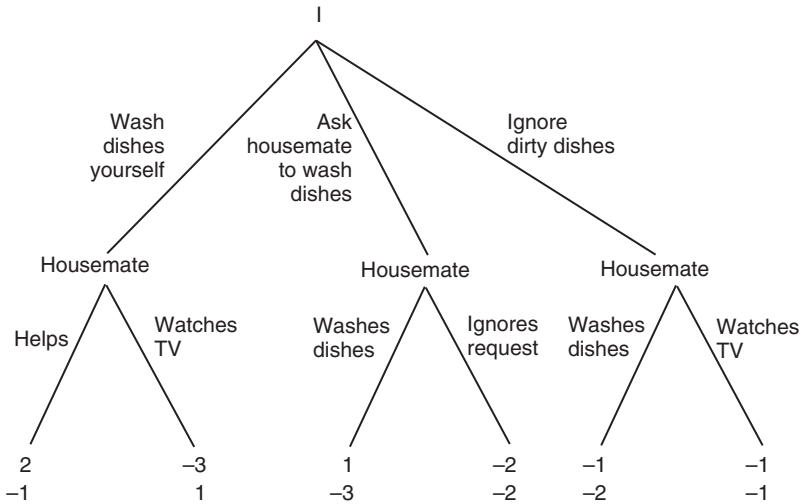 I
Wash
dishes
yourself
Ask
housemate
to wash
dishes
Ignore
dirty dishes
Housemate
Housemate
Housemate
Helps
Watches
TV
Washes
dishes
Ignores
request
Washes
dishes
Watches
TV
2
–1
–3
1
1
–3
–2
–2
–1
–2
–1
–1